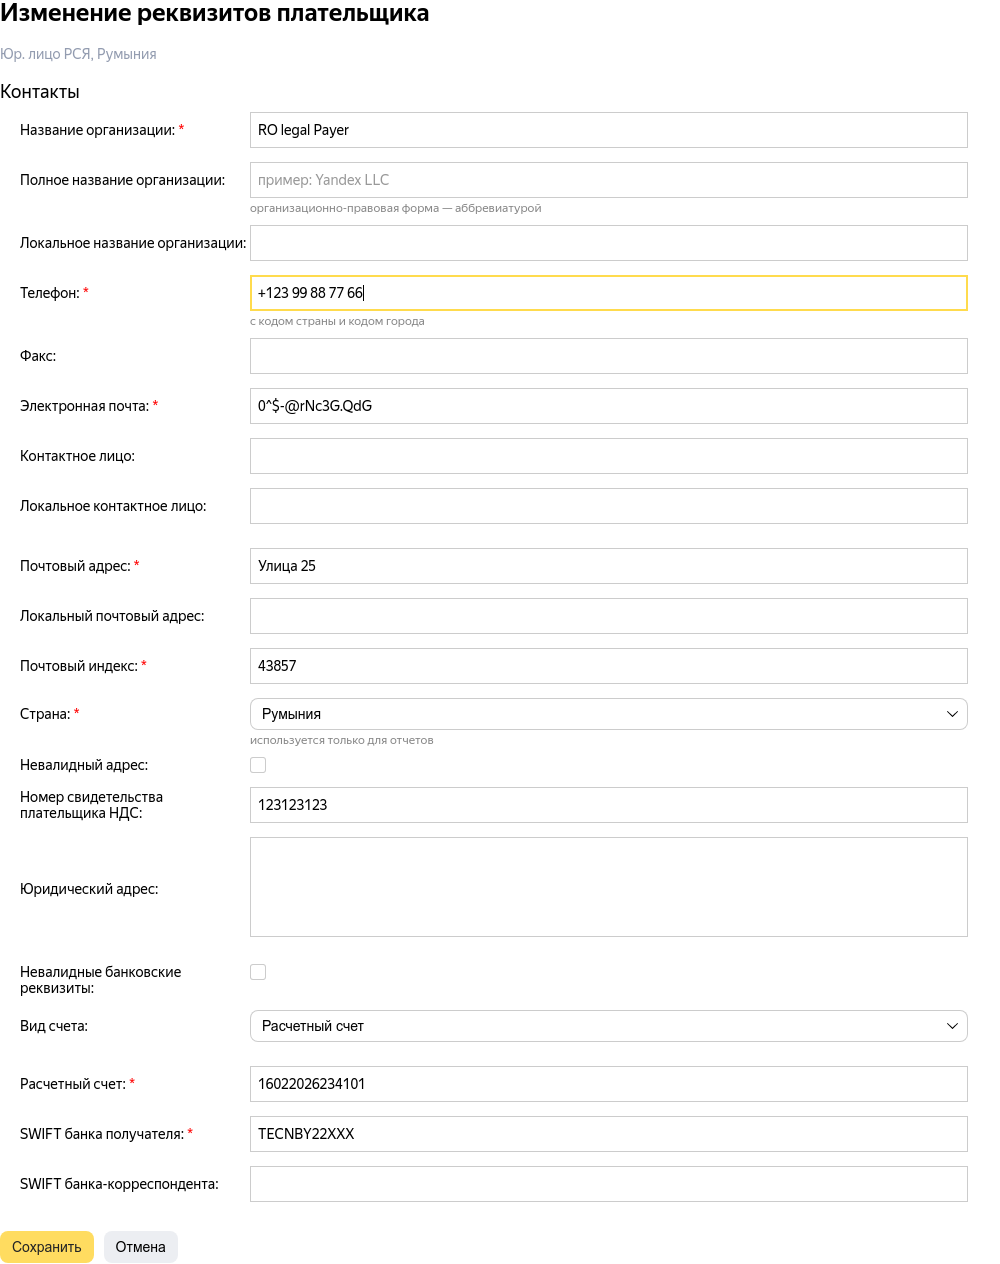 Изменение реквизитов плательщика
Юр. лицо РСЯ, Румыния
Контакты
Название организации: *
RO legal Payer
Полное название организации:
пример: Yandex LLC
организационно-правовая форма — аббревиатурой
Локальное название организации:
Телефон: *
+123 99 88 77 66
с кодом страны и кодом города
Факс:
Электронная почта: *
0^$-@rNc3G.QdG
Контактное лицо:
Локальное контактное лицо:
Почтовый адрес: *
Улица 25
Локальный почтовый адрес:
Почтовый индекс: *
43857
Страна: *
Румыния
используется только для отчетов
Невалидный адрес:
Номер свидетельства
плательщика НДС:
123123123
Юридический адрес:
Невалидные банковские
реквизиты:
Вид счета:
Расчетный счет
Расчетный счет: *
16022026234101
SWIFT банка получателя: *
TECNBY22XXX
SWIFT банка-корреспондента:
Сохранить
Отмена